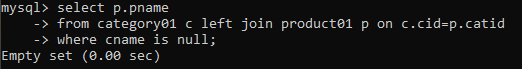 mysql> select p.pname
    -> from category01 c left join product01 p on c.cid=p.catid
    -> where cname is null;
Empty set (0.00 sec)